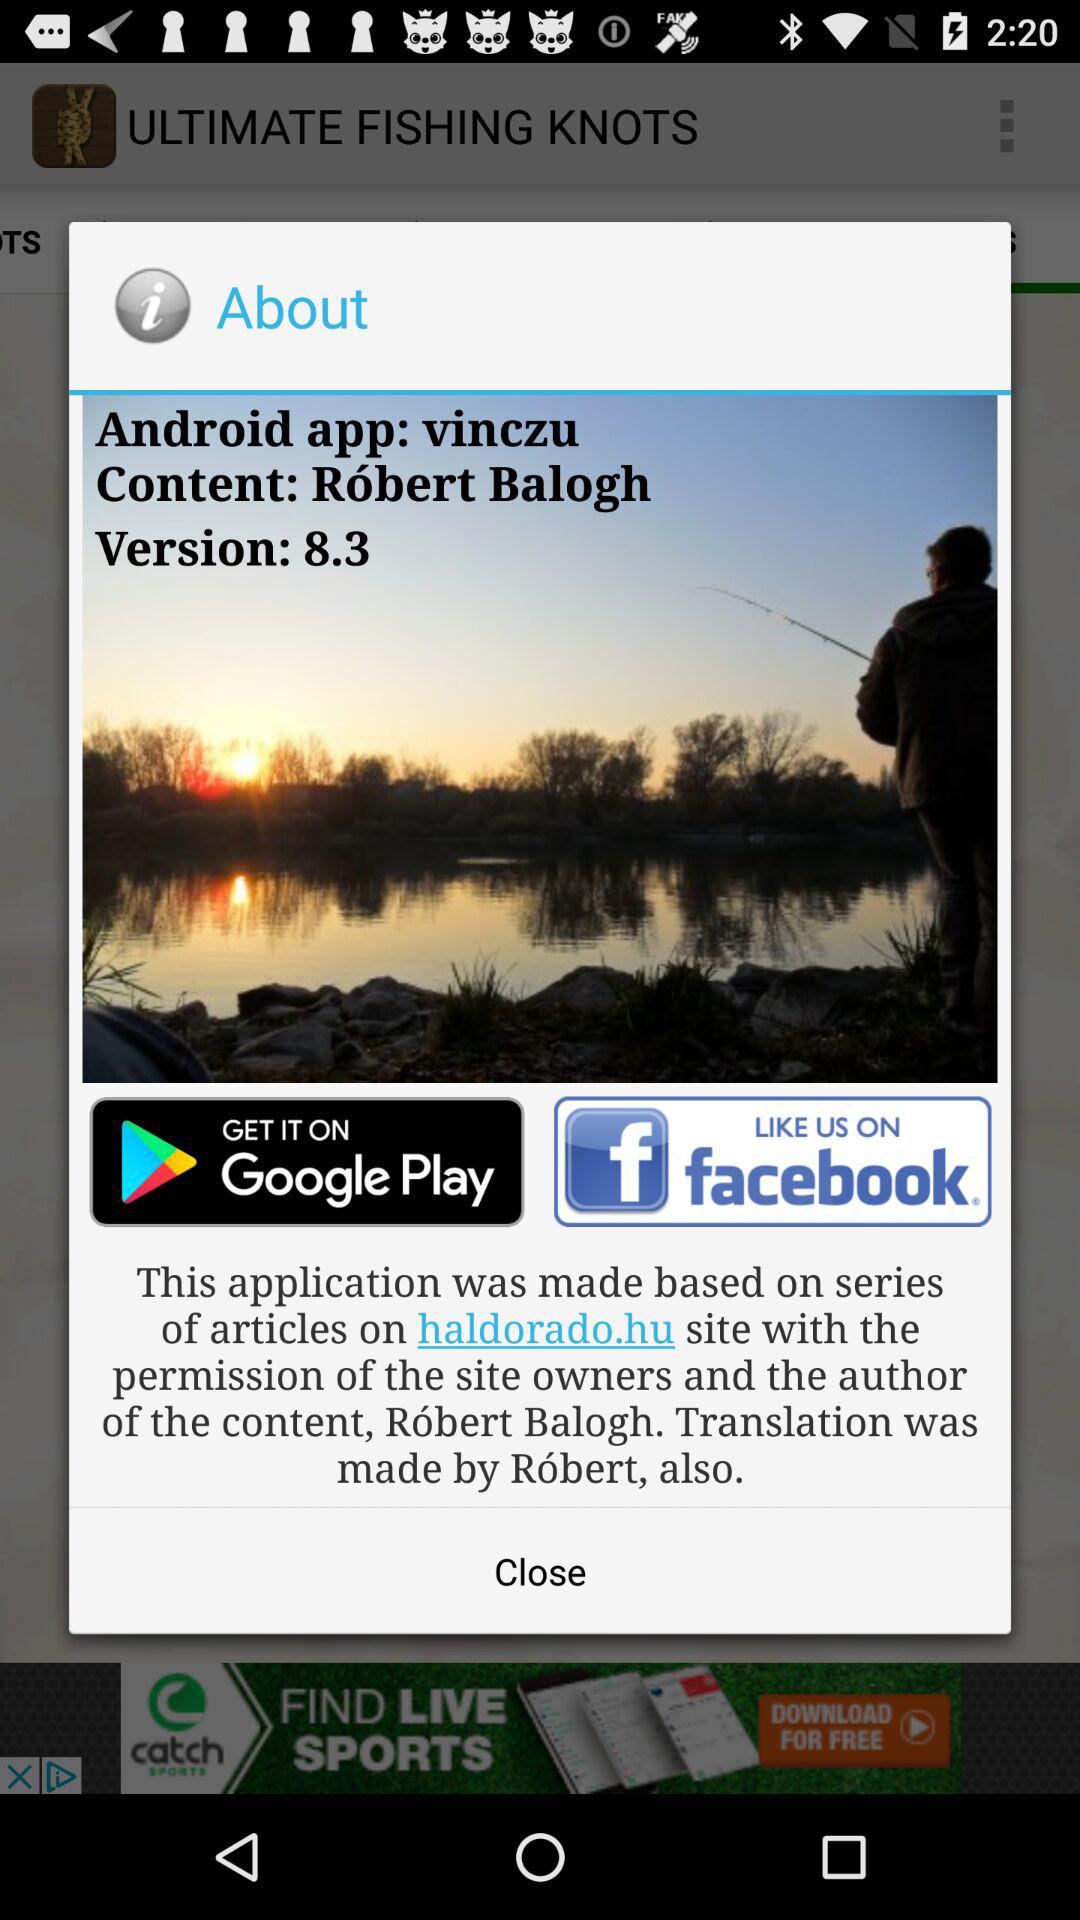 FAKE
2:20
ULTIMATE FISHING KNOTS
OTS
S
About
Android app: vinczu
Content: Róbert Balogh
Version: 8.3
GET IT ON
Google Play
LIKE US ON
facebook®
This application was made based on series
of articles on haldorado.hu site with the
permission of the site owners and the author
of the content, Róbert Balogh. Translation was
made by Róbert, also.
Close
catch
SPORTS
FIND LIVE
SPORTS
DOWNLOAD
FOR FREE